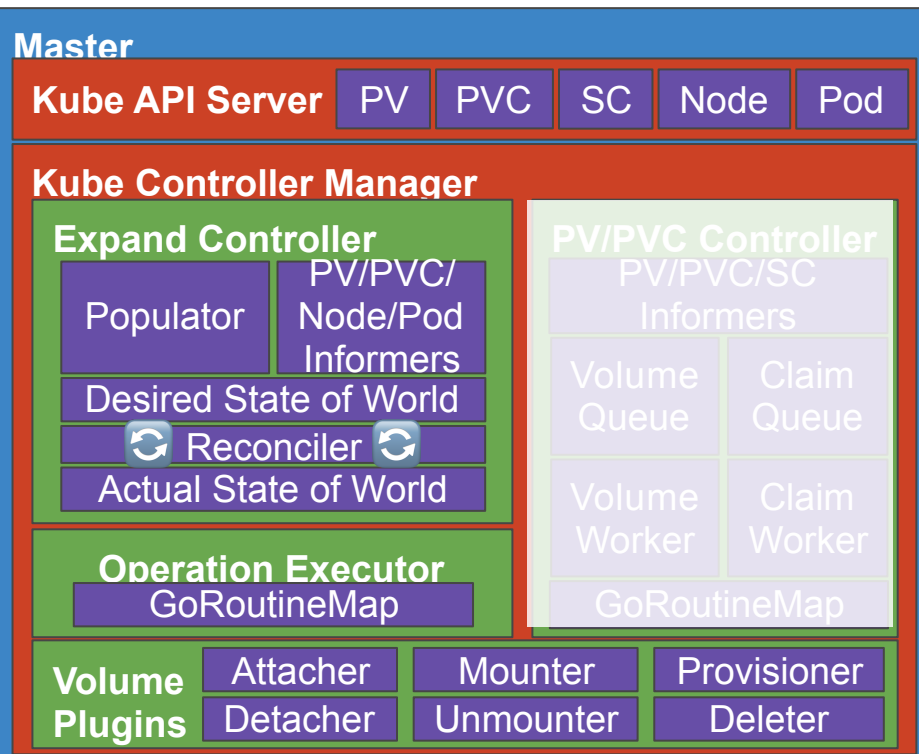 Master
Kube API Server
PV
PVC
SC
Node
Pod
Kube Controller Manager
Expand Controller
Populator
PV/PVC/
Node/Pod
Informers
Desired State of World
Reconciler
Actual State of World
Operation Executor
GoRoutineMap
PV/PVC Controller
PV/PVC/SC
Informers
Volume
Queue
Claim
Queue
Volume
Worker
Claim
Worker
GoRoutineMap
Volume
Plugins
Attacher
Mounter
Provisioner
Detacher
Unmounter
Deleter